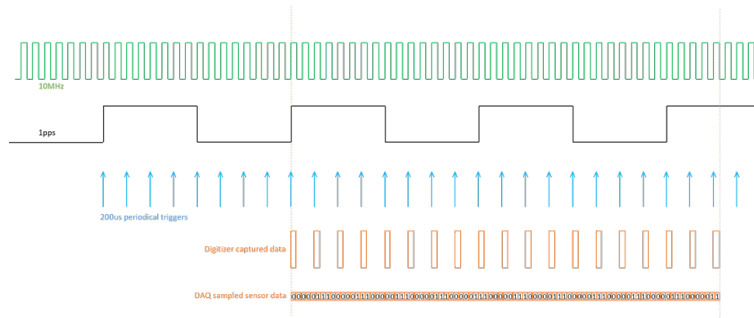 10MHz
1pps
200us periodical triggers
Digitizer captured data
DAQ sampled sensor data